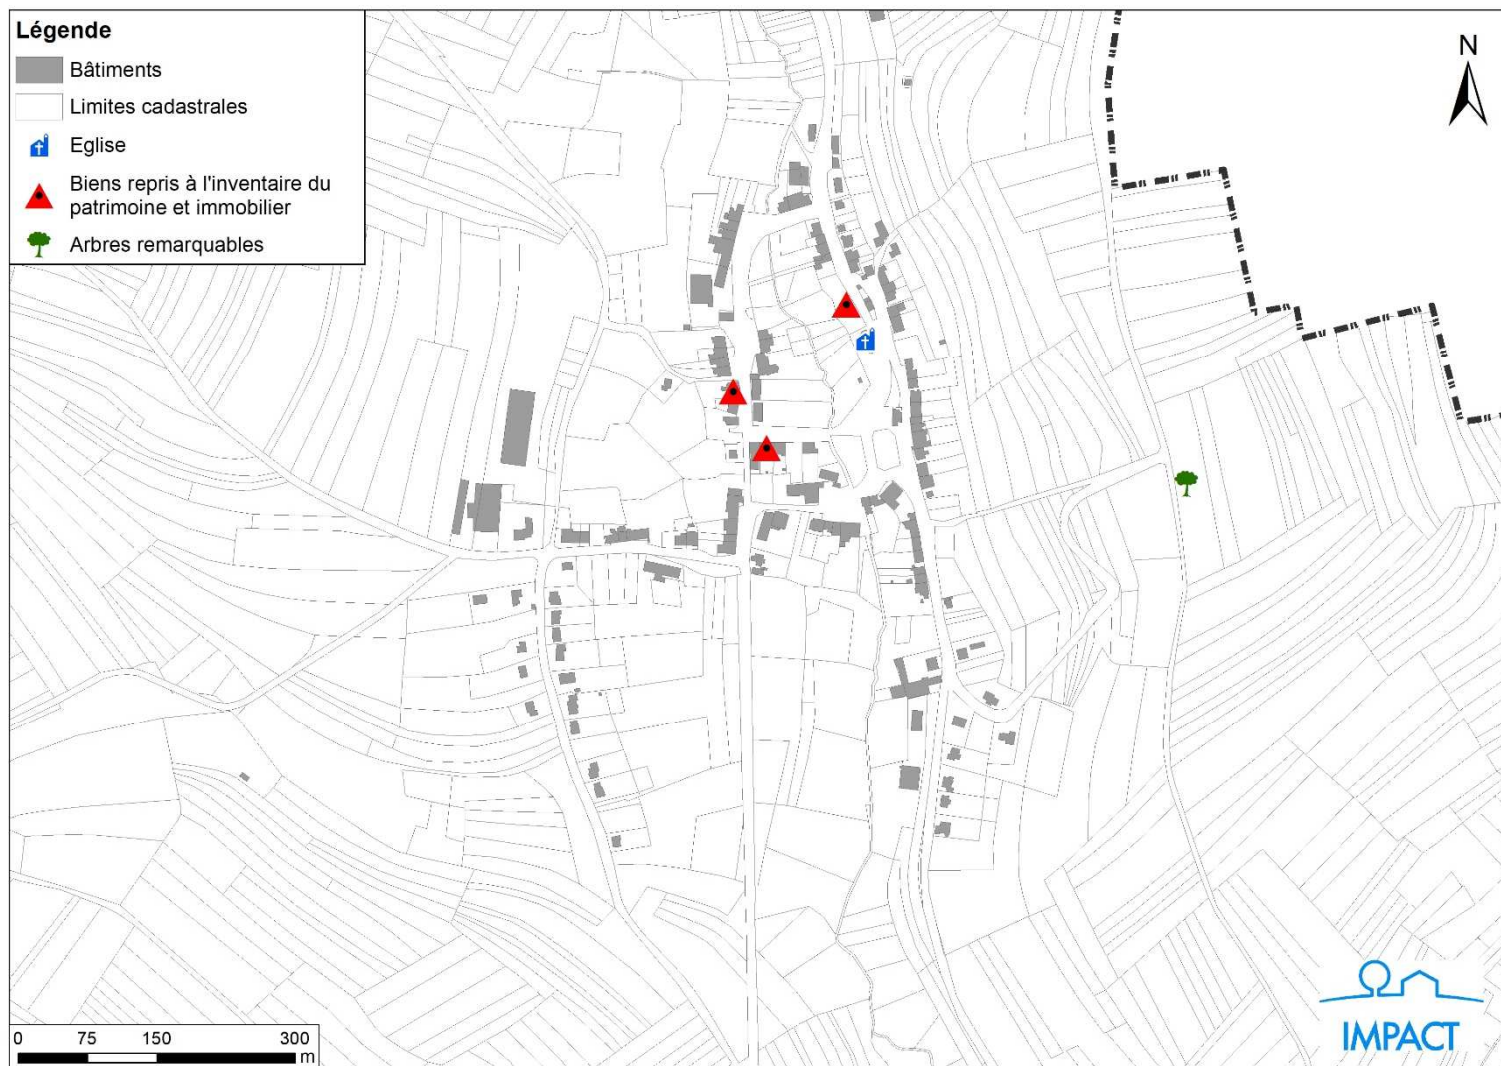 Légende
Bâtiments
Limites cadastrales
Eglise
Biens repris à l'inventaire du
patrimoine et immobilier
Arbres remarquables
N
0 75 150 300
m
IMPACT